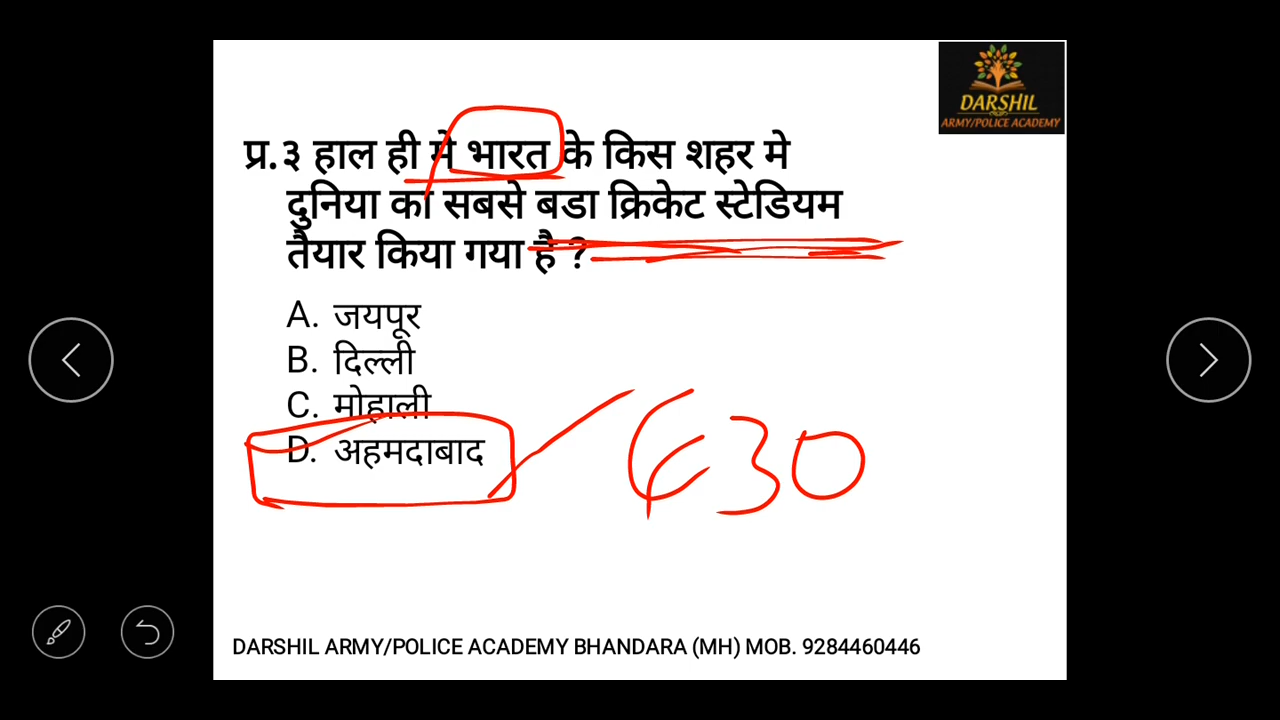 DARSHIL
ARMY/POLICE ACADEMY
प्र.३ हाल ही मे भारत के किस शहर मे
दुनिया का सबसे बडा क्रिकेट स्टेडियम
तैयार किया गया है ?
A. जयपूर
B. दिल्ली
C. मोहाली
D. अहमदाबाद
DARSHIL ARMY/POLICE ACADEMY BHANDARA (MH) MOB. 9284460446